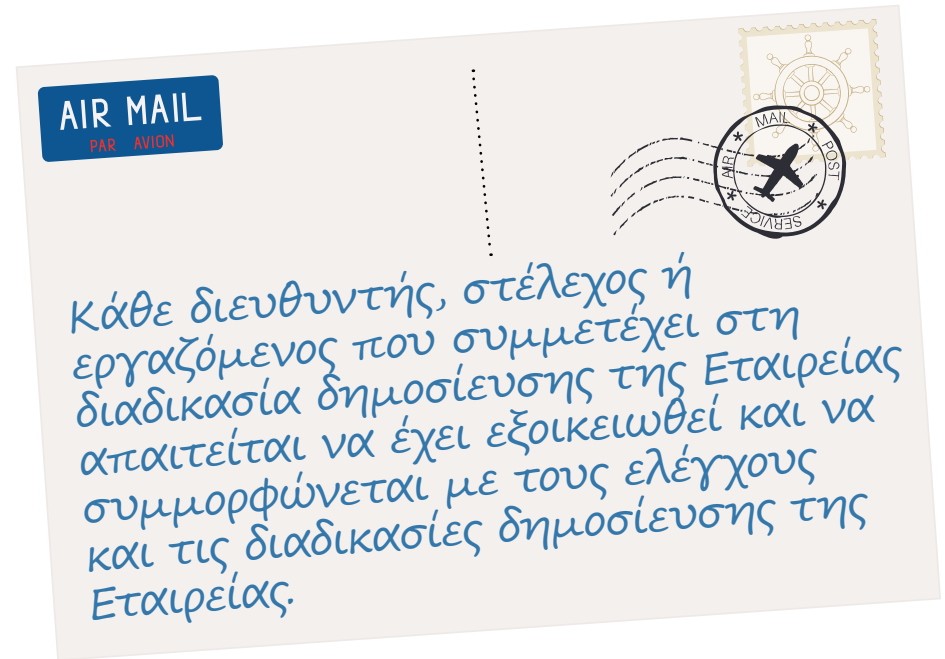 AIR MAIL
PAR AVION
MAIL
AIR
POST
SERVICE
Κάθε διευθυντής, στέλεχος ή
εργαζόμενος που συμμετέχει στη
διαδικασία δημοσίευσης της Εταιρείας
απαιτείται να έχει εξοικειωθεί και να
συμμορφώνεται με τους ελέγχους
και τις διαδικασίες δημοσίευσης της
Εταιρείας.